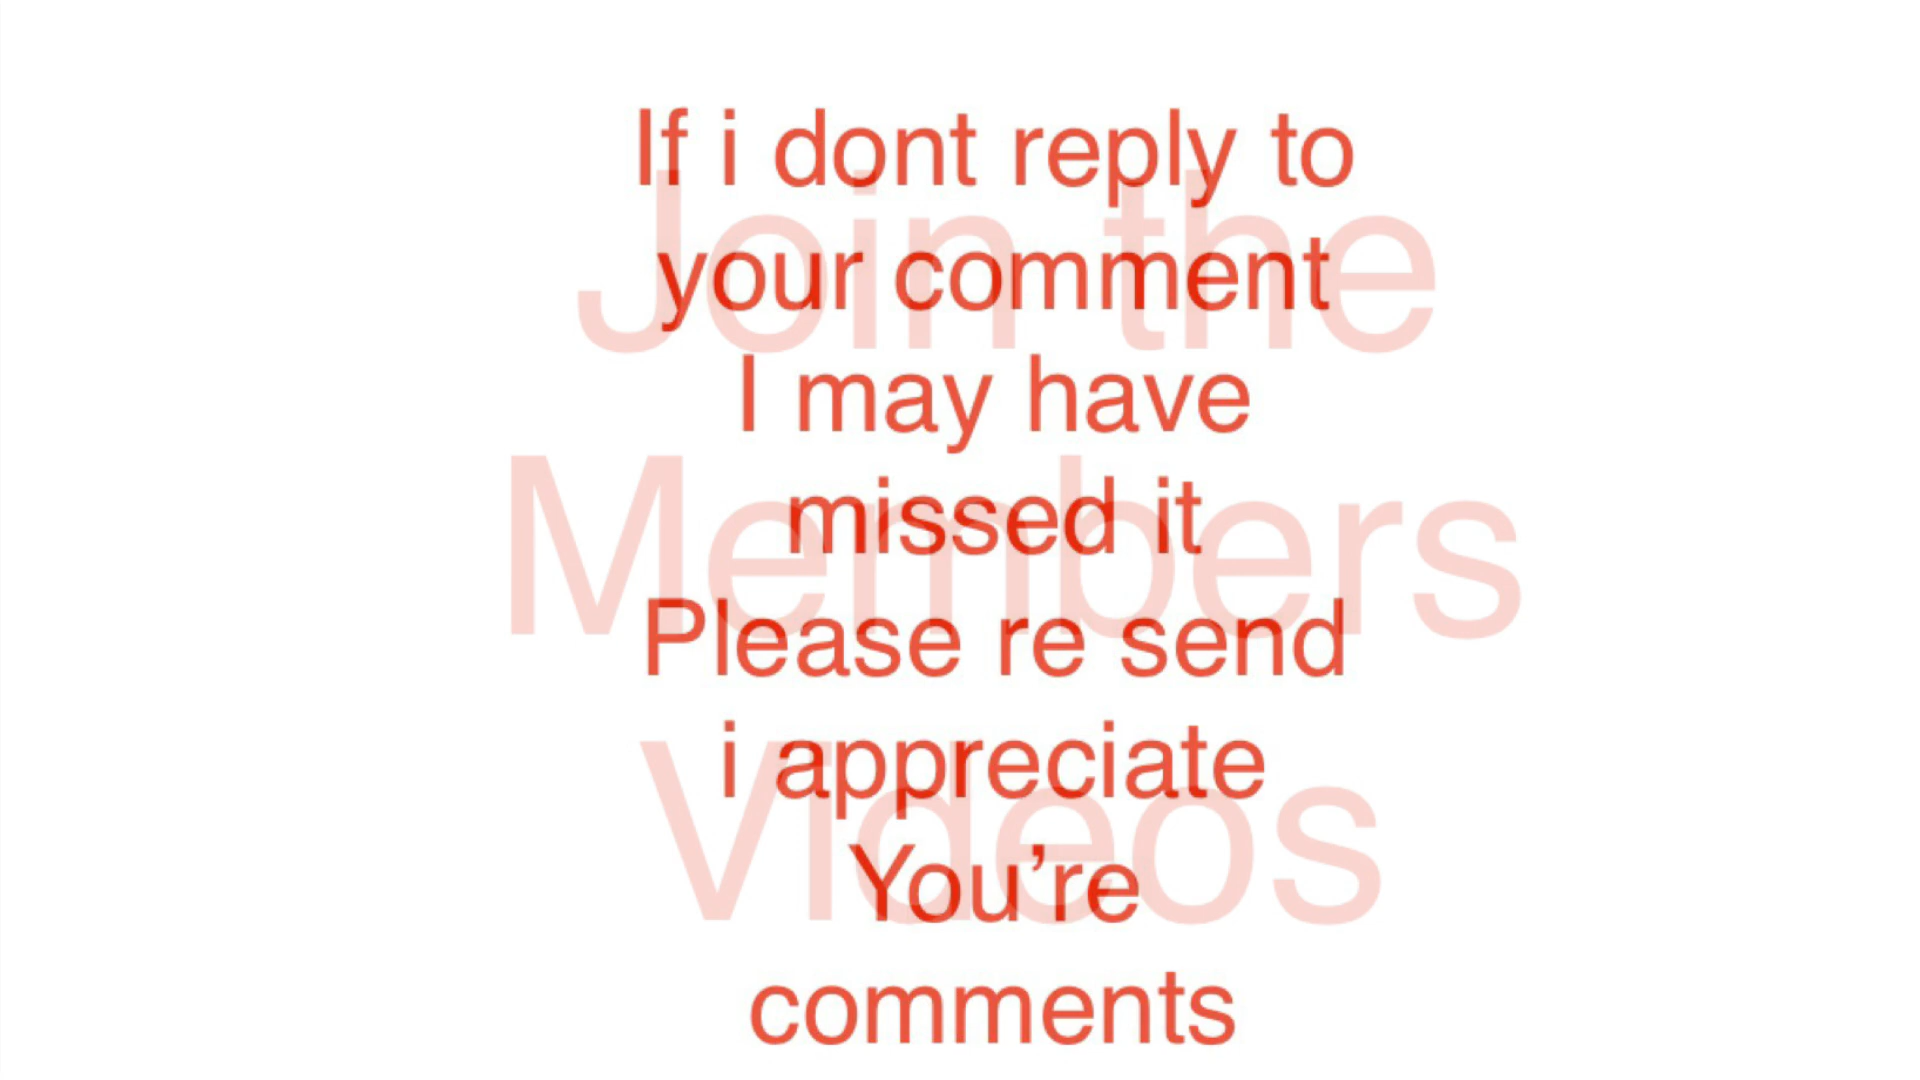 If i dont reply to
your comment
I may have
missed it
Please re send
i appreciate
You’re
comments
Join the
Members
Videos